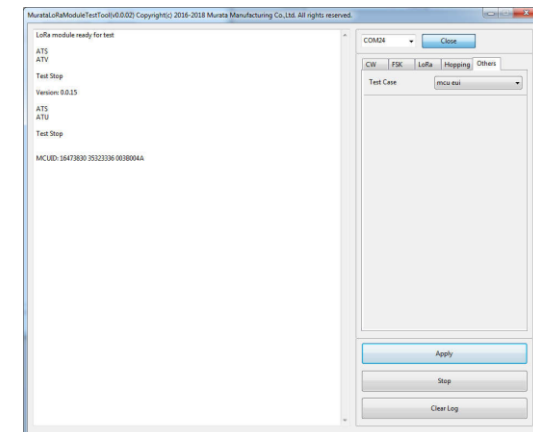 MurataLoRaModuleTestTool(v0.0.02) Copyright(c) 2016-2018 Murata Manufacturing Co.,Ltd. All rights reserved.
LoRa module ready for test
ATS
ATV
Test Stop
Version: 0.0.15
ATS
ATU
Test Stop
MCUID: 16473830 35323336 0038004A
COM24
Close
CW FSK LoRa Hopping Others
Test Case
mcu eui
Apply
Stop
Clear Log